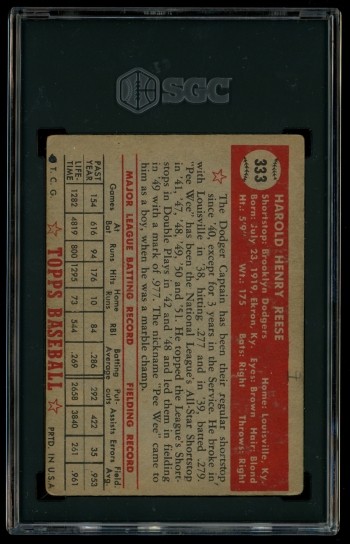 SGC
333
HAROLD HENRY REESE
Shortstop: Brooklyn Dodgers Home: Louisville, Ky.
Born: July 23, 1919, Ekron, Ky. Eyes: Brown Hair: Blond
Ht.: 5'9" Wt.: 175 Bats: Right Throws: Right
The Dodger Captain has been their regular shortstop
since '40, except for 3 years in the Service. He broke in
with Louisville in '38, hitting .277 and in '39, batted .279.
"Pee Wee" has been the National League's All-Star Shortstop
in '41, '47, '48, '49, '50 and '51. He topped the League's Short-
stops in Double Plays in '42 and '48 and led them in fielding
in '49 with a mark of .977. The nickname "Pee Wee" came to
him as a boy, when he was a marble champ.
MAJOR LEAGUE BATTING RECORD FIELDING RECORD
Games At Bat Runs Hits Home Runs RBI Batting Average Put-outs Assists Errors Field. Avg.
PAST YEAR 154 616 94 176 10 84 .286 292 422 35 .953
LIFE-TIME 1282 4819 800 1295 73 544 .269 2658 3840 261 .961
T.C.G. TOPPS BASEBALL PRTD. IN U.S.A.